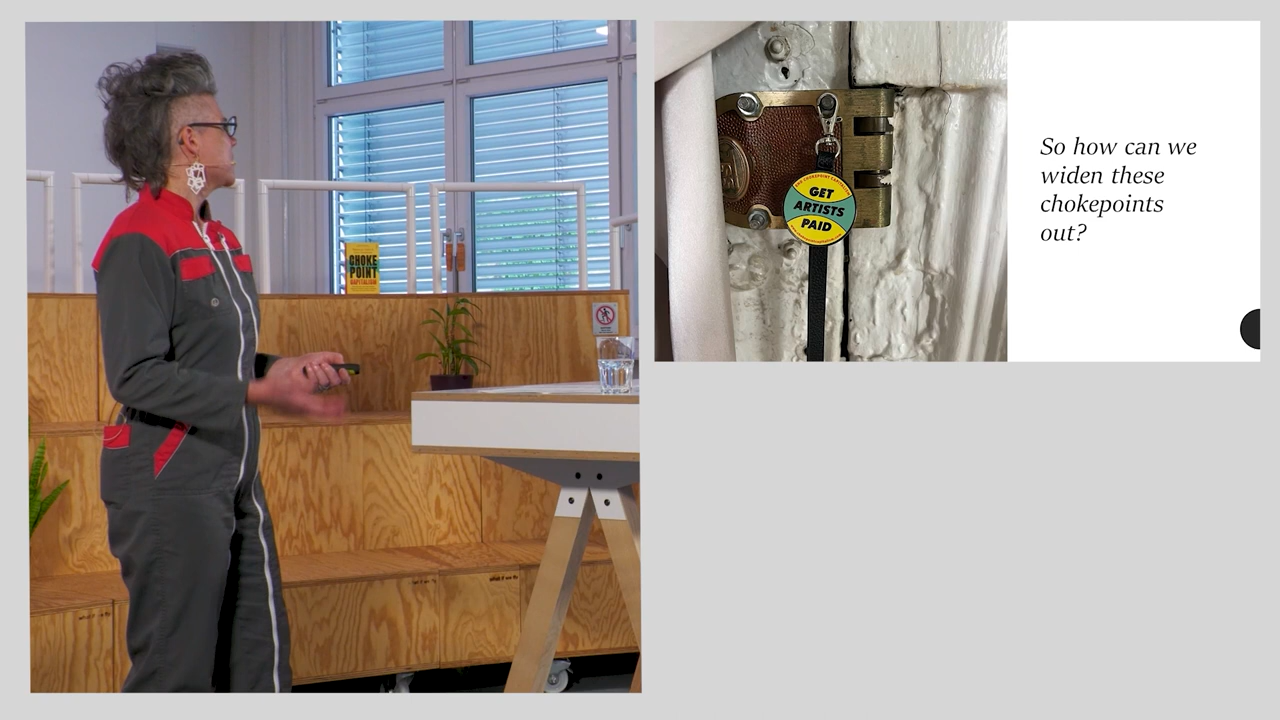 CHOKE
POINT
CAPITALISM
GET
ARTISTS
PAID
So how can we
widen these
chokepoints
out?